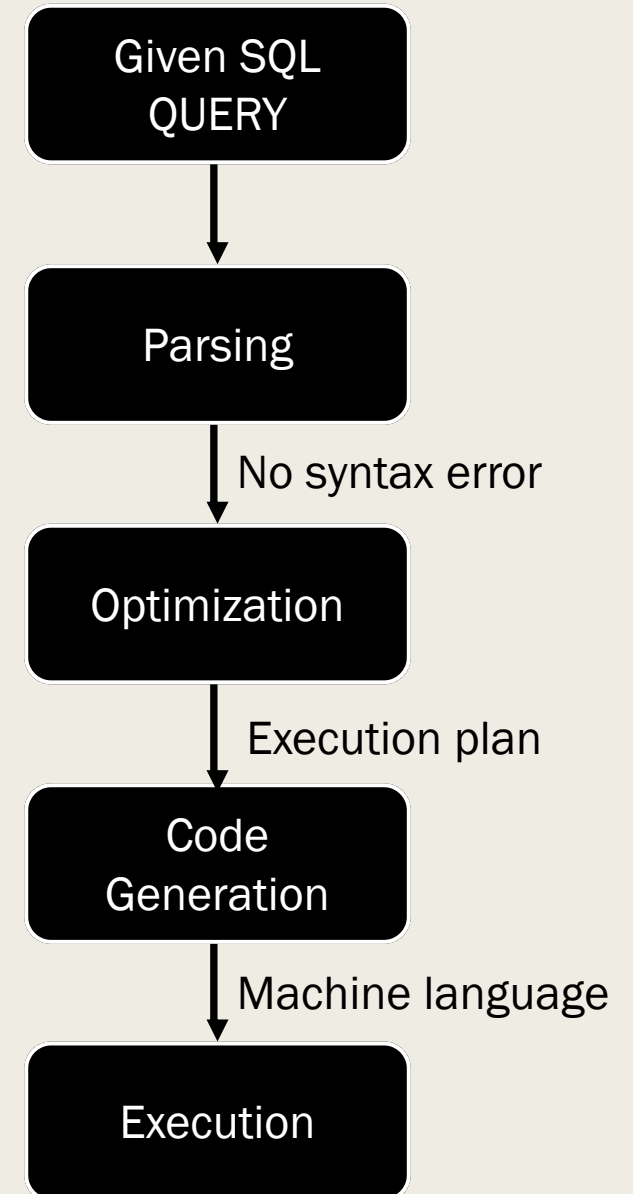 Given SQL
QUERY
Parsing
No syntax error
Optimization
Execution plan
Code
Generation
Machine language
Execution